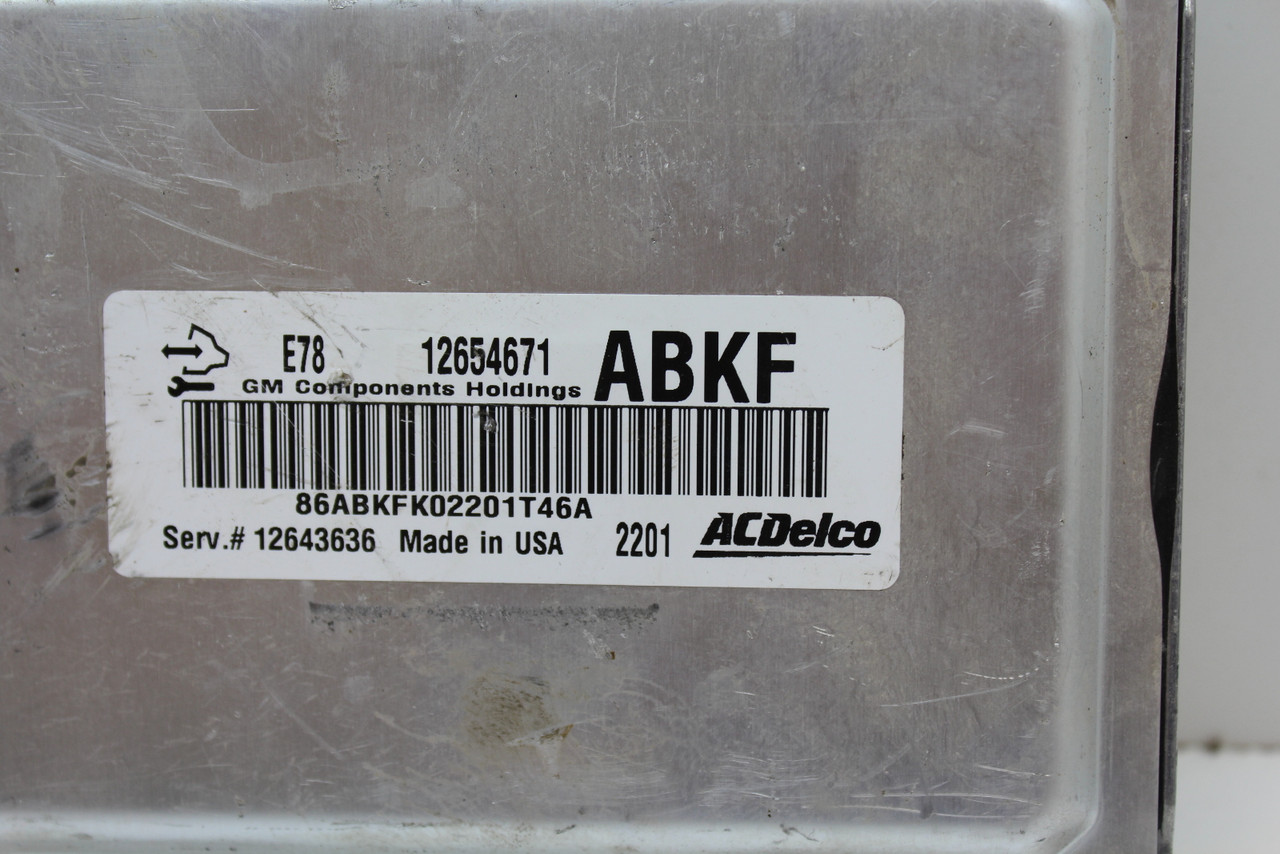 E78 12654671 ABKF
GM Components Holdings
86ABKFK02201T46A
Serv.# 12643636 Made in USA 2201 ACDelco